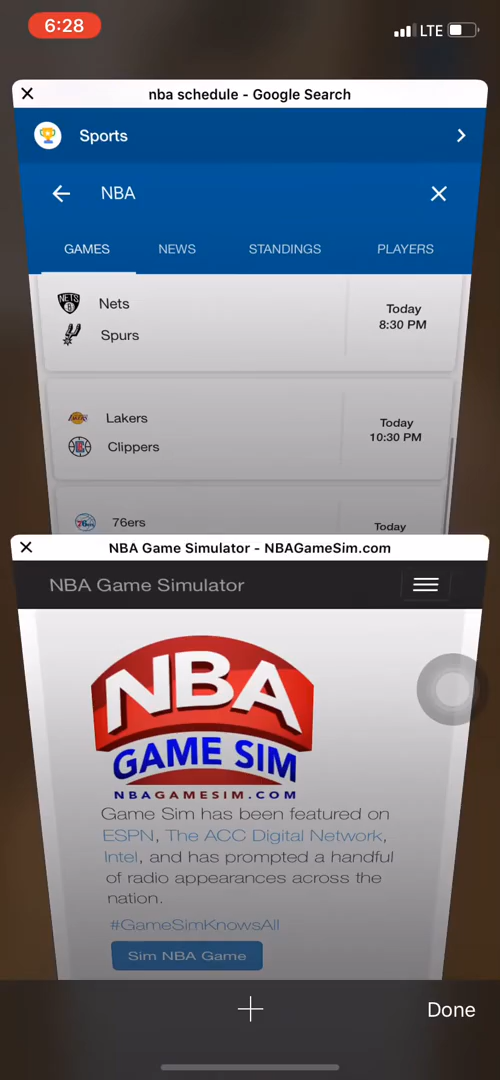 6:28
LTE
nba schedule - Google Search
Sports
NBA
GAMES NEWS STANDINGS PLAYERS
NETS
B
Nets
Spurs
Today
8:30 PM
LAKERS
Lakers
Clippers
Today
10:30 PM
76ers
76ers
Today
NBA Game Simulator - NBAGameSim.com
NBA Game Simulator
NBA
GAME SIM
NBAGAMESIM.COM
Game Sim has been featured on
ESPN, The ACC Digital Network,
Intel, and has prompted a handful
of radio appearances across the
nation.
#GameSimKnowsAll
Sim NBA Game
Done